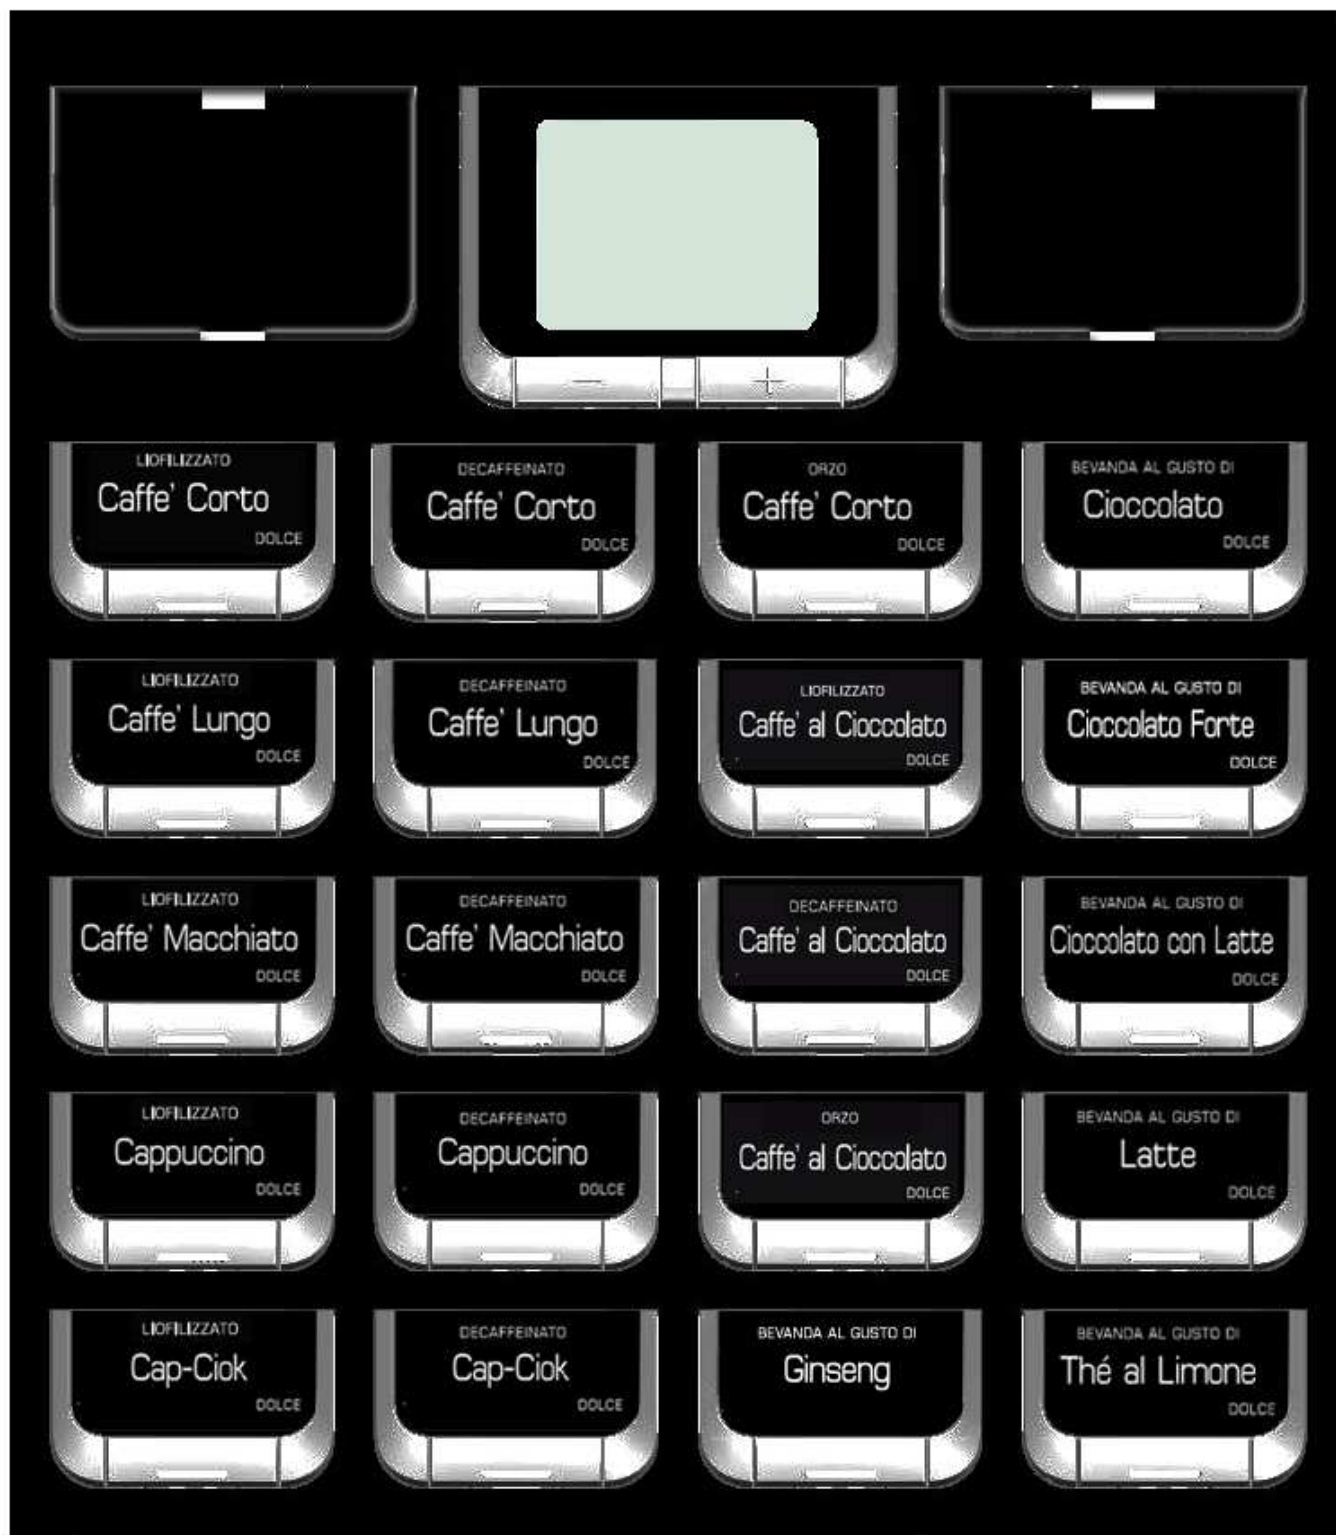 −
+
LIOFILIZZATO
Caffe' Corto
DOLCE
DECAFFEINATO
Caffe' Corto
DOLCE
ORZO
Caffe' Corto
DOLCE
BEVANDA AL GUSTO DI
Cioccolato
DOLCE
LIOFILIZZATO
Caffe' Lungo
DOLCE
DECAFFEINATO
Caffe' Lungo
DOLCE
LIOFILIZZATO
Caffe' al Cioccolato
DOLCE
BEVANDA AL GUSTO DI
Cioccolato Forte
DOLCE
LIOFILIZZATO
Caffe' Macchiato
DOLCE
DECAFFEINATO
Caffe' Macchiato
DOLCE
DECAFFEINATO
Caffe' al Cioccolato
DOLCE
BEVANDA AL GUSTO DI
Cioccolato con Latte
DOLCE
LIOFILIZZATO
Cappuccino
DOLCE
DECAFFEINATO
Cappuccino
DOLCE
ORZO
Caffe' al Cioccolato
DOLCE
BEVANDA AL GUSTO DI
Latte
DOLCE
LIOFILIZZATO
Cap-Ciok
DOLCE
DECAFFEINATO
Cap-Ciok
DOLCE
BEVANDA AL GUSTO DI
Ginseng
BEVANDA AL GUSTO DI
Thé al Limone
DOLCE